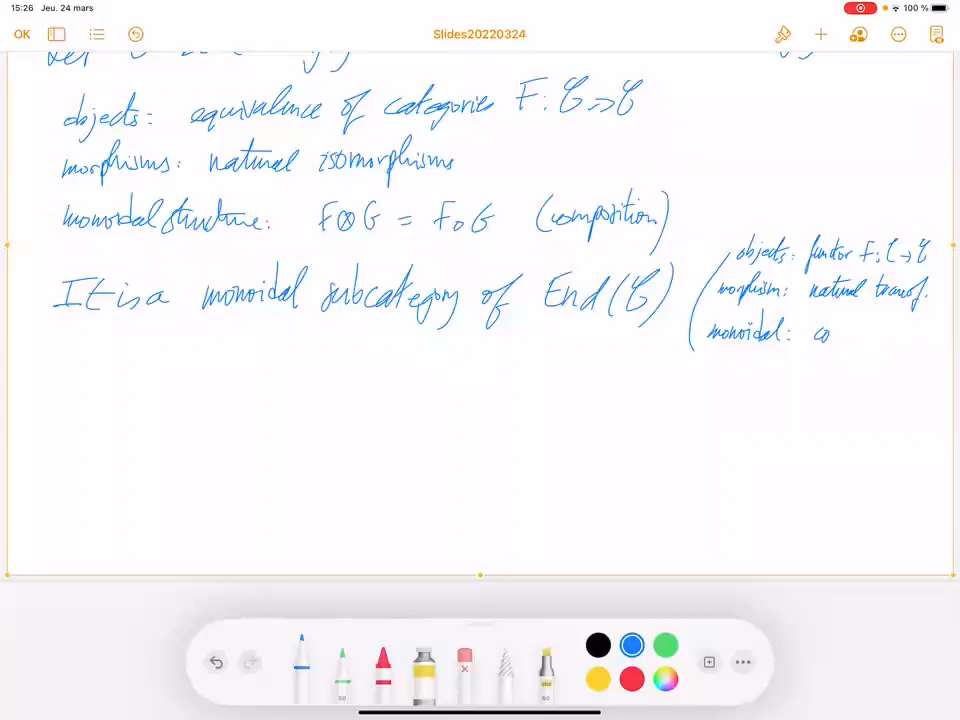 15:26 Jeu. 24 mars
100 %
OK
Slides20220324
objects: equivalence of categories F: C → C
morphisms: natural isomorphisms
monoidal structure: F⊗G = F∘G (composition)
It is a monoidal subcategory of End(C)
objects: functor F: C → C
morphism: natural transf.
monoidal: co